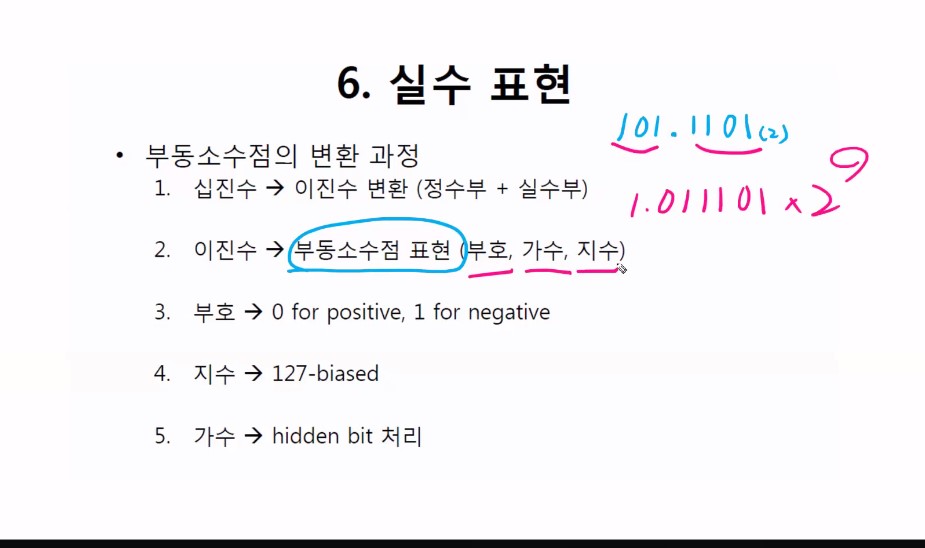 6. 실수 표현
101.1101(2)
• 부동소수점의 변환 과정
1. 십진수 → 이진수 변환 (정수부 + 실수부)
1.011101 × 2
2. 이진수 → 부동소수점 표현 (부호, 가수, 지수)
3. 부호 → 0 for positive, 1 for negative
4. 지수 → 127-biased
5. 가수 → hidden bit 처리